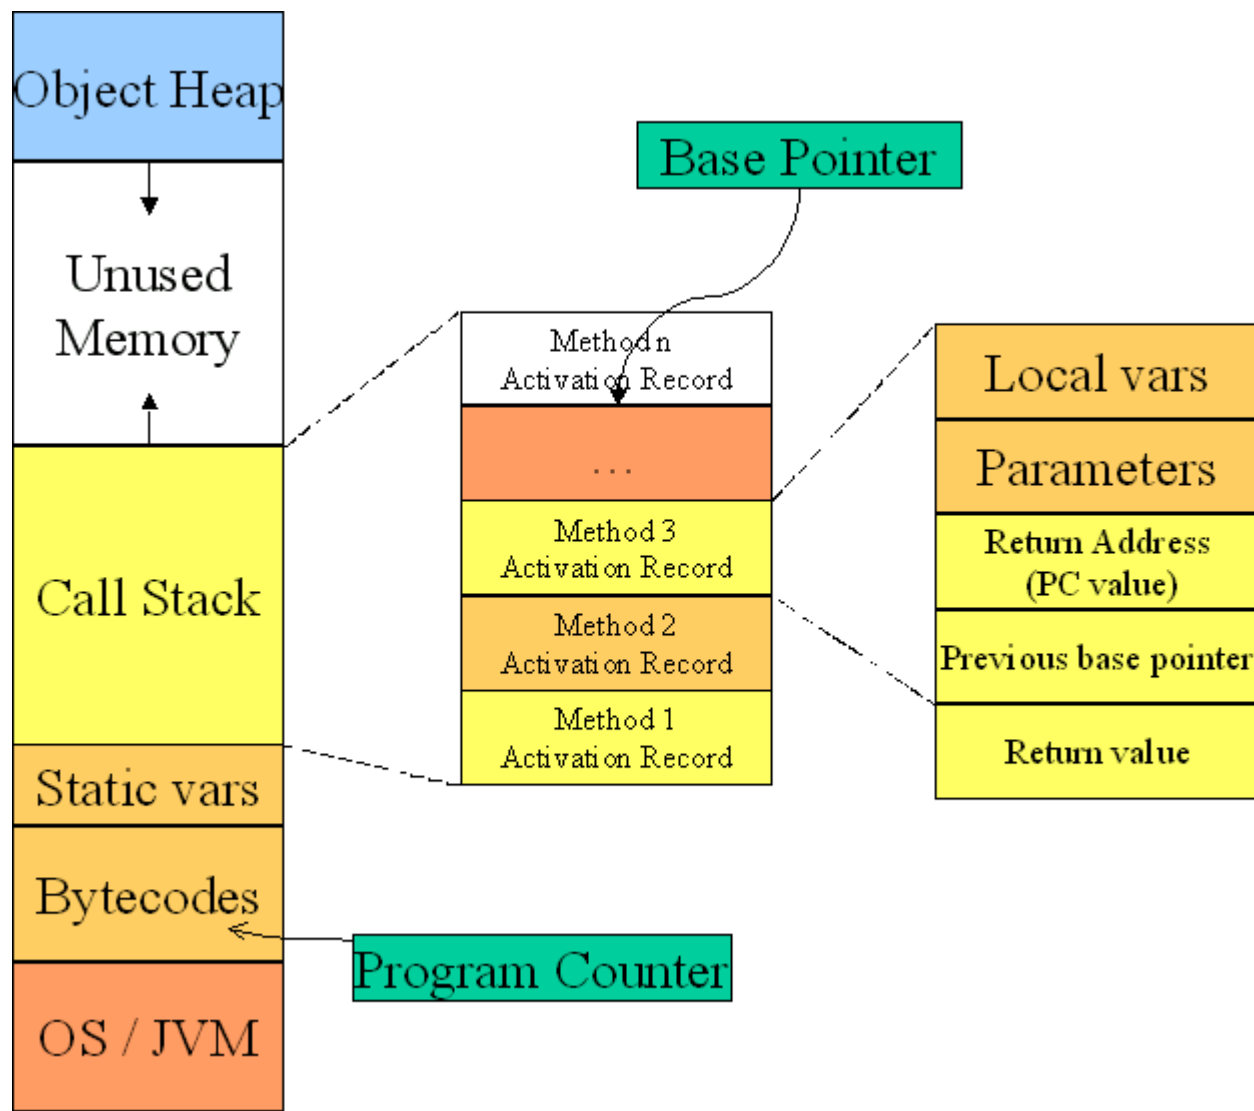 Object Heap
Unused
Memory
Call Stack
Static vars
Bytecodes
OS / JVM
Base Pointer
Method n
Activation Record
. . .
Method 3
Activation Record
Method 2
Activation Record
Method 1
Activation Record
Program Counter
Local vars
Parameters
Return Address
(PC value)
Previous base pointer
Return value